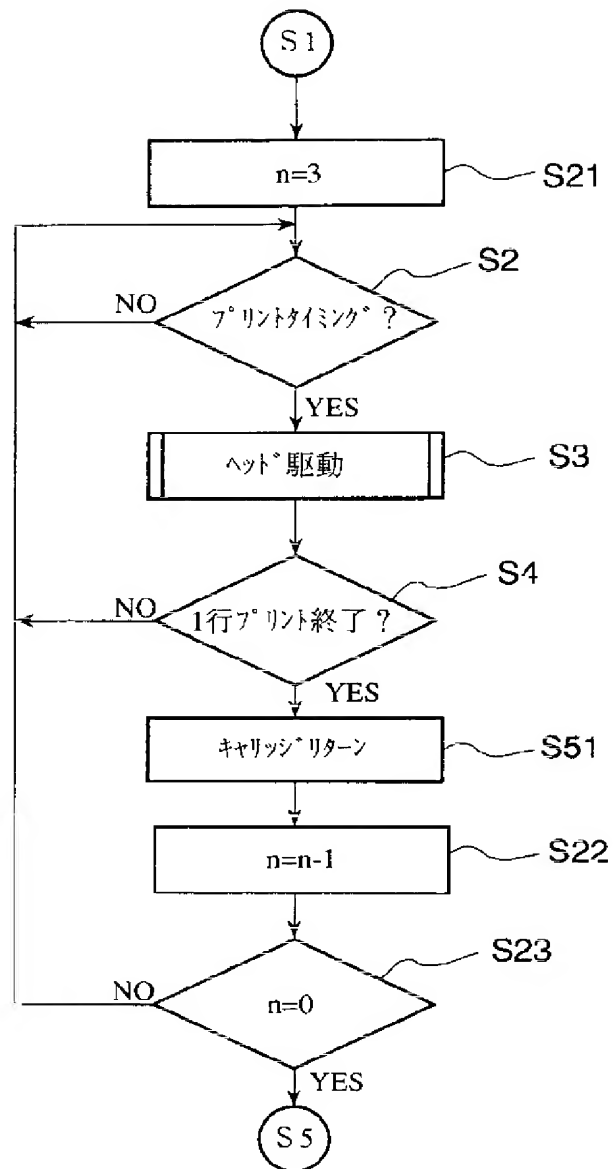 S1
n=3
S21
S2
NO
ﾌﾟﾘﾝﾄﾀｲﾐﾝｸﾞ?
YES
ﾍｯﾄﾞ駆動
S3
S4
NO
1行ﾌﾟﾘﾝﾄ終了?
YES
ｷｬﾘｯｼﾞﾘﾀｰﾝ
S51
n=n-1
S22
S23
NO
n=0
YES
S5